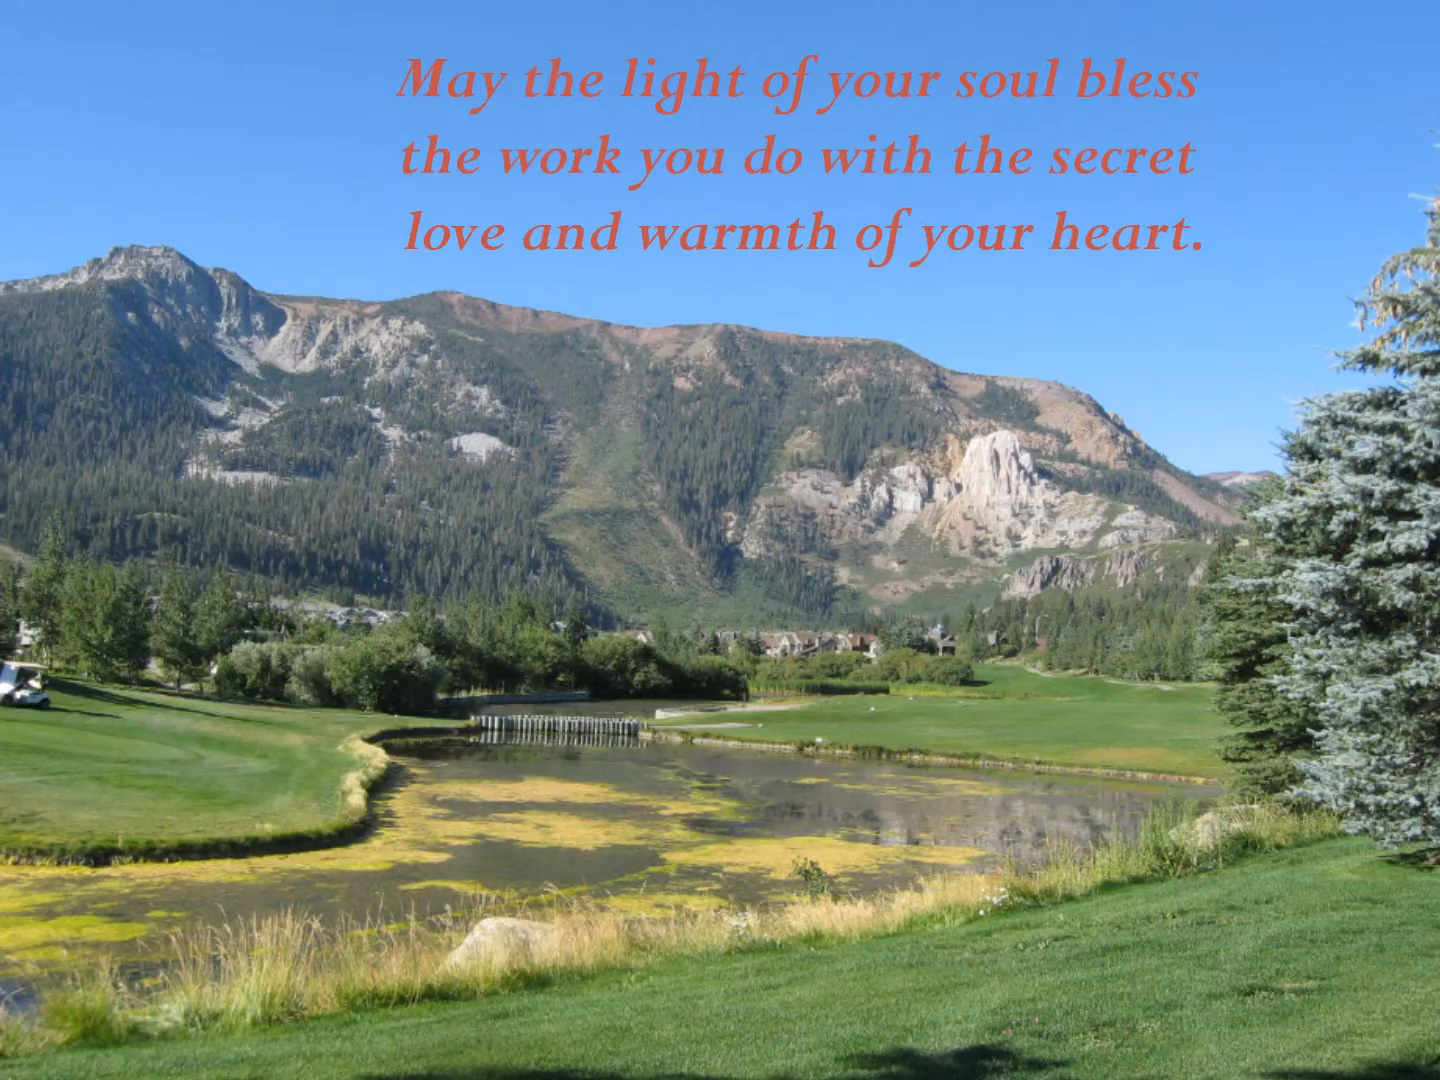 May the light of your soul bless
the work you do with the secret
love and warmth of your heart.